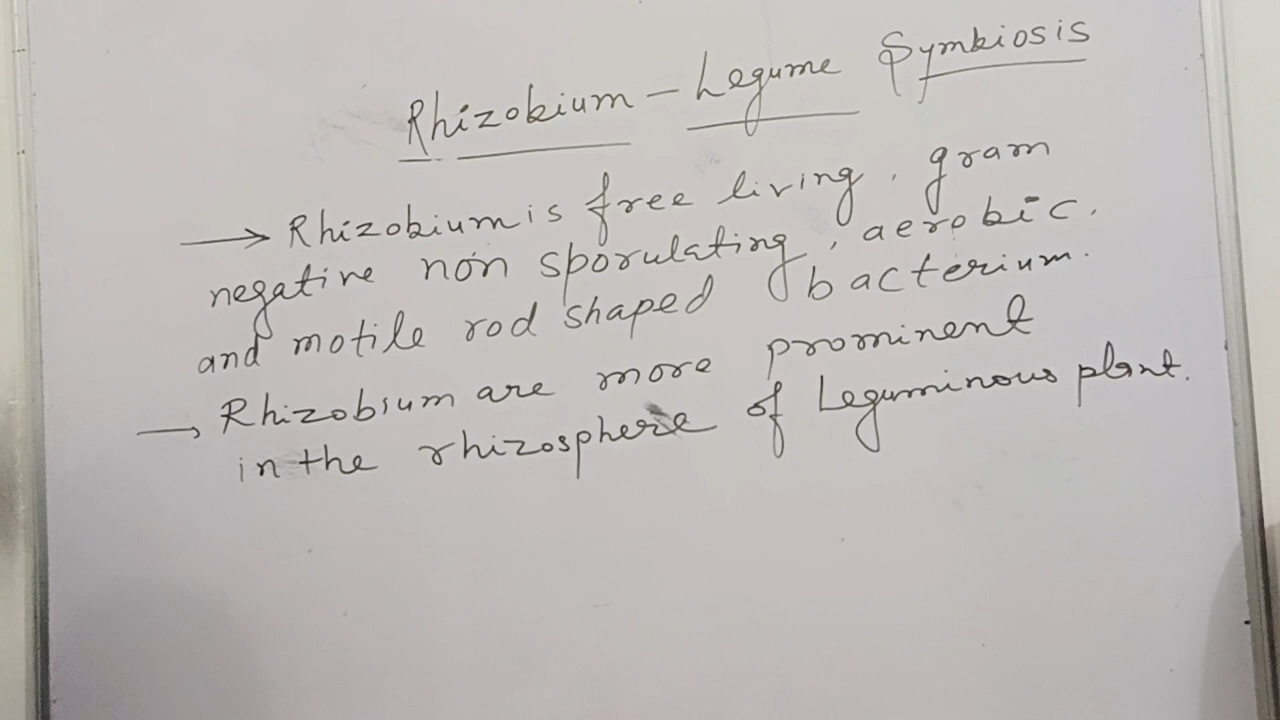 Rhizobium - Legume Symbiosis
→ Rhizobium is free living, gram
negative non sporulating, aerobic.
and motile rod shaped bacterium.
→ Rhizobium are more prominent
in the rhizosphere of Leguminous plant.